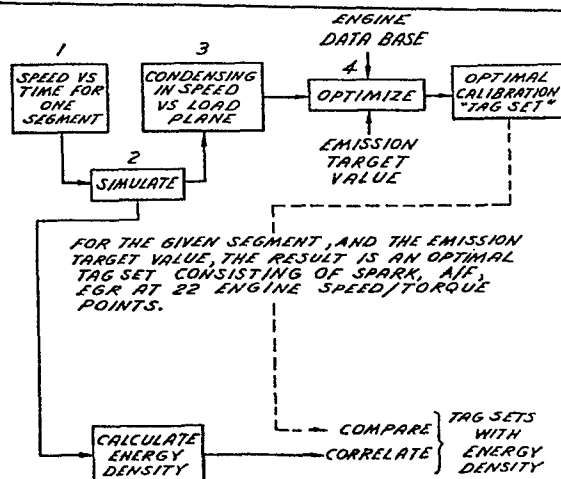 1
SPEED VS
TIME FOR
ONE
SEGMENT
2
SIMULATE
3
CONDENSING
IN SPEED
VS LOAD
PLANE
ENGINE
DATA BASE
4
OPTIMIZE
EMISSION
TARGET
VALUE
OPTIMAL
CALIBRATION
"TAG SET"
FOR THE GIVEN SEGMENT, AND THE EMISSION
TARGET VALUE, THE RESULT IS AN OPTIMAL
TAG SET CONSISTING OF SPARK, A/F,
EGR AT 22 ENGINE SPEED/TORQUE
POINTS.
CALCULATE
ENERGY
DENSITY
COMPARE
CORRELATE
TAG SETS
WITH
ENERGY
DENSITY